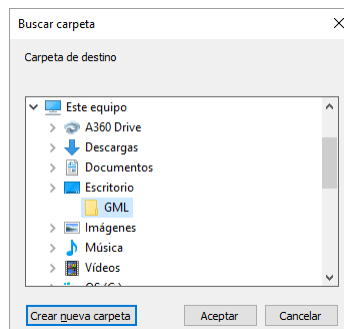 Buscar carpeta
Carpeta de destino
Este equipo
A360 Drive
Descargas
Documentos
Escritorio
GML
Imágenes
Música
Vídeos
Crear nueva carpeta
Aceptar
Cancelar